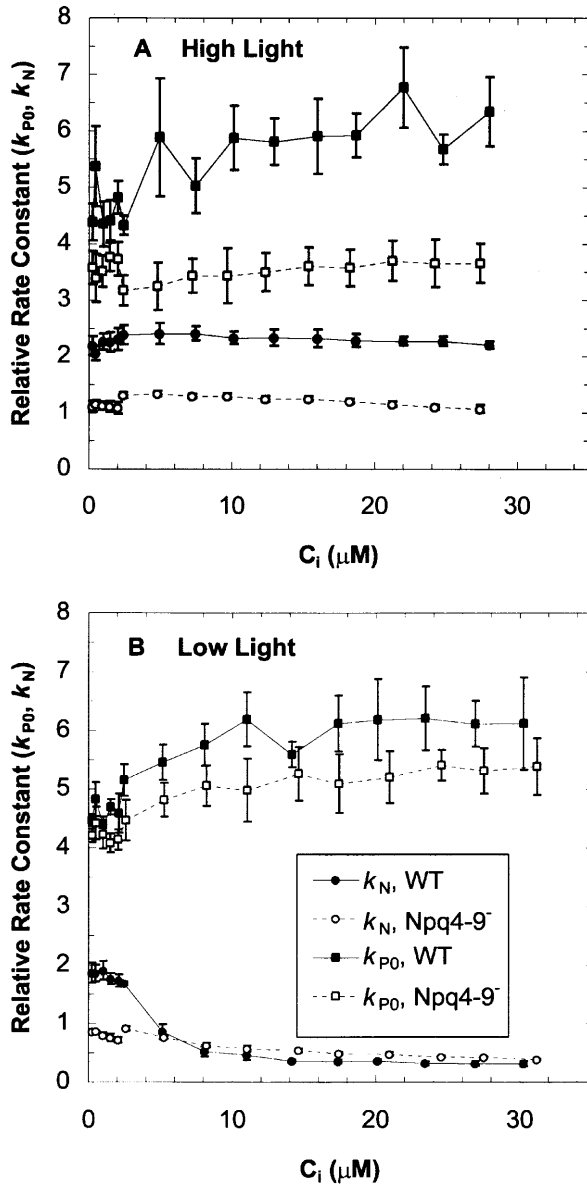 A High Light
Relative Rate Constant (kP0, kN)
8
7
6
5
4
3
2
1
0
0 10 20 30
Ci (µM)
B Low Light
Relative Rate Constant (kP0, kN)
8
7
6
5
4
3
2
1
0
kN, WT
kN, Npq4-9-
kP0, WT
kP0, Npq4-9-
0 10 20 30
Ci (µM)